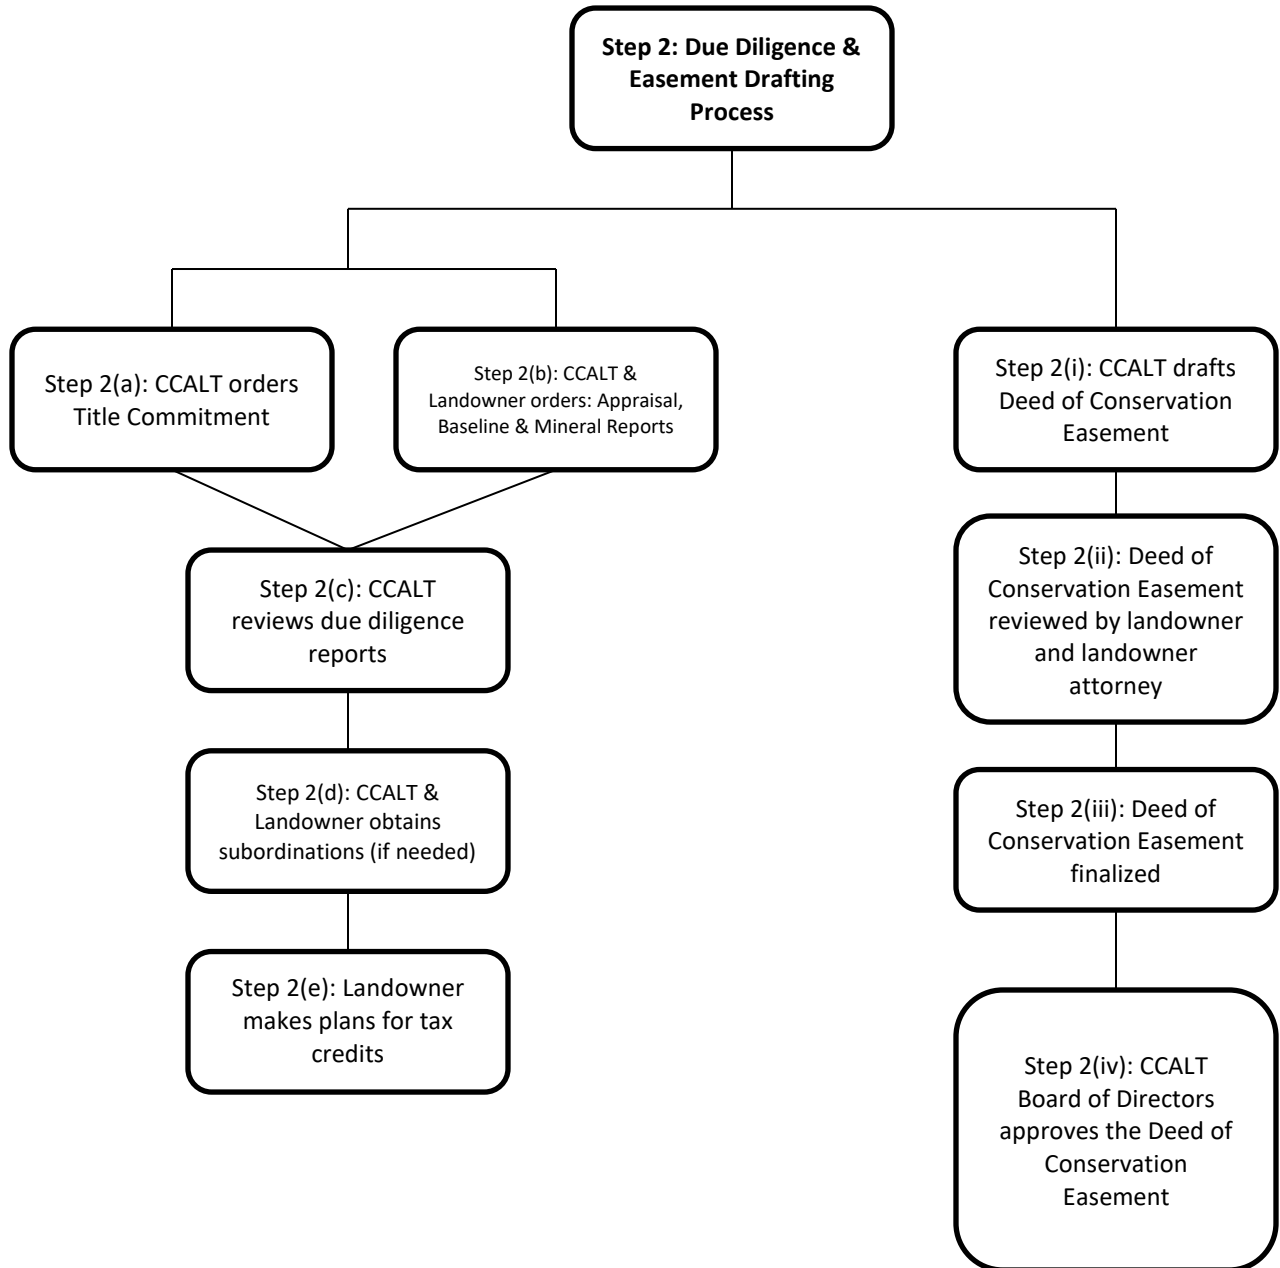 Step 2: Due Diligence &
Easement Drafting
Process
Step 2(a): CCALT orders
Title Commitment
Step 2(b): CCALT &
Landowner orders: Appraisal,
Baseline & Mineral Reports
Step 2(c): CCALT
reviews due diligence
reports
Step 2(d): CCALT &
Landowner obtains
subordinations (if needed)
Step 2(e): Landowner
makes plans for tax
credits
Step 2(i): CCALT drafts
Deed of Conservation
Easement
Step 2(ii): Deed of
Conservation Easement
reviewed by landowner
and landowner
attorney
Step 2(iii): Deed of
Conservation Easement
finalized
Step 2(iv): CCALT
Board of Directors
approves the Deed of
Conservation
Easement